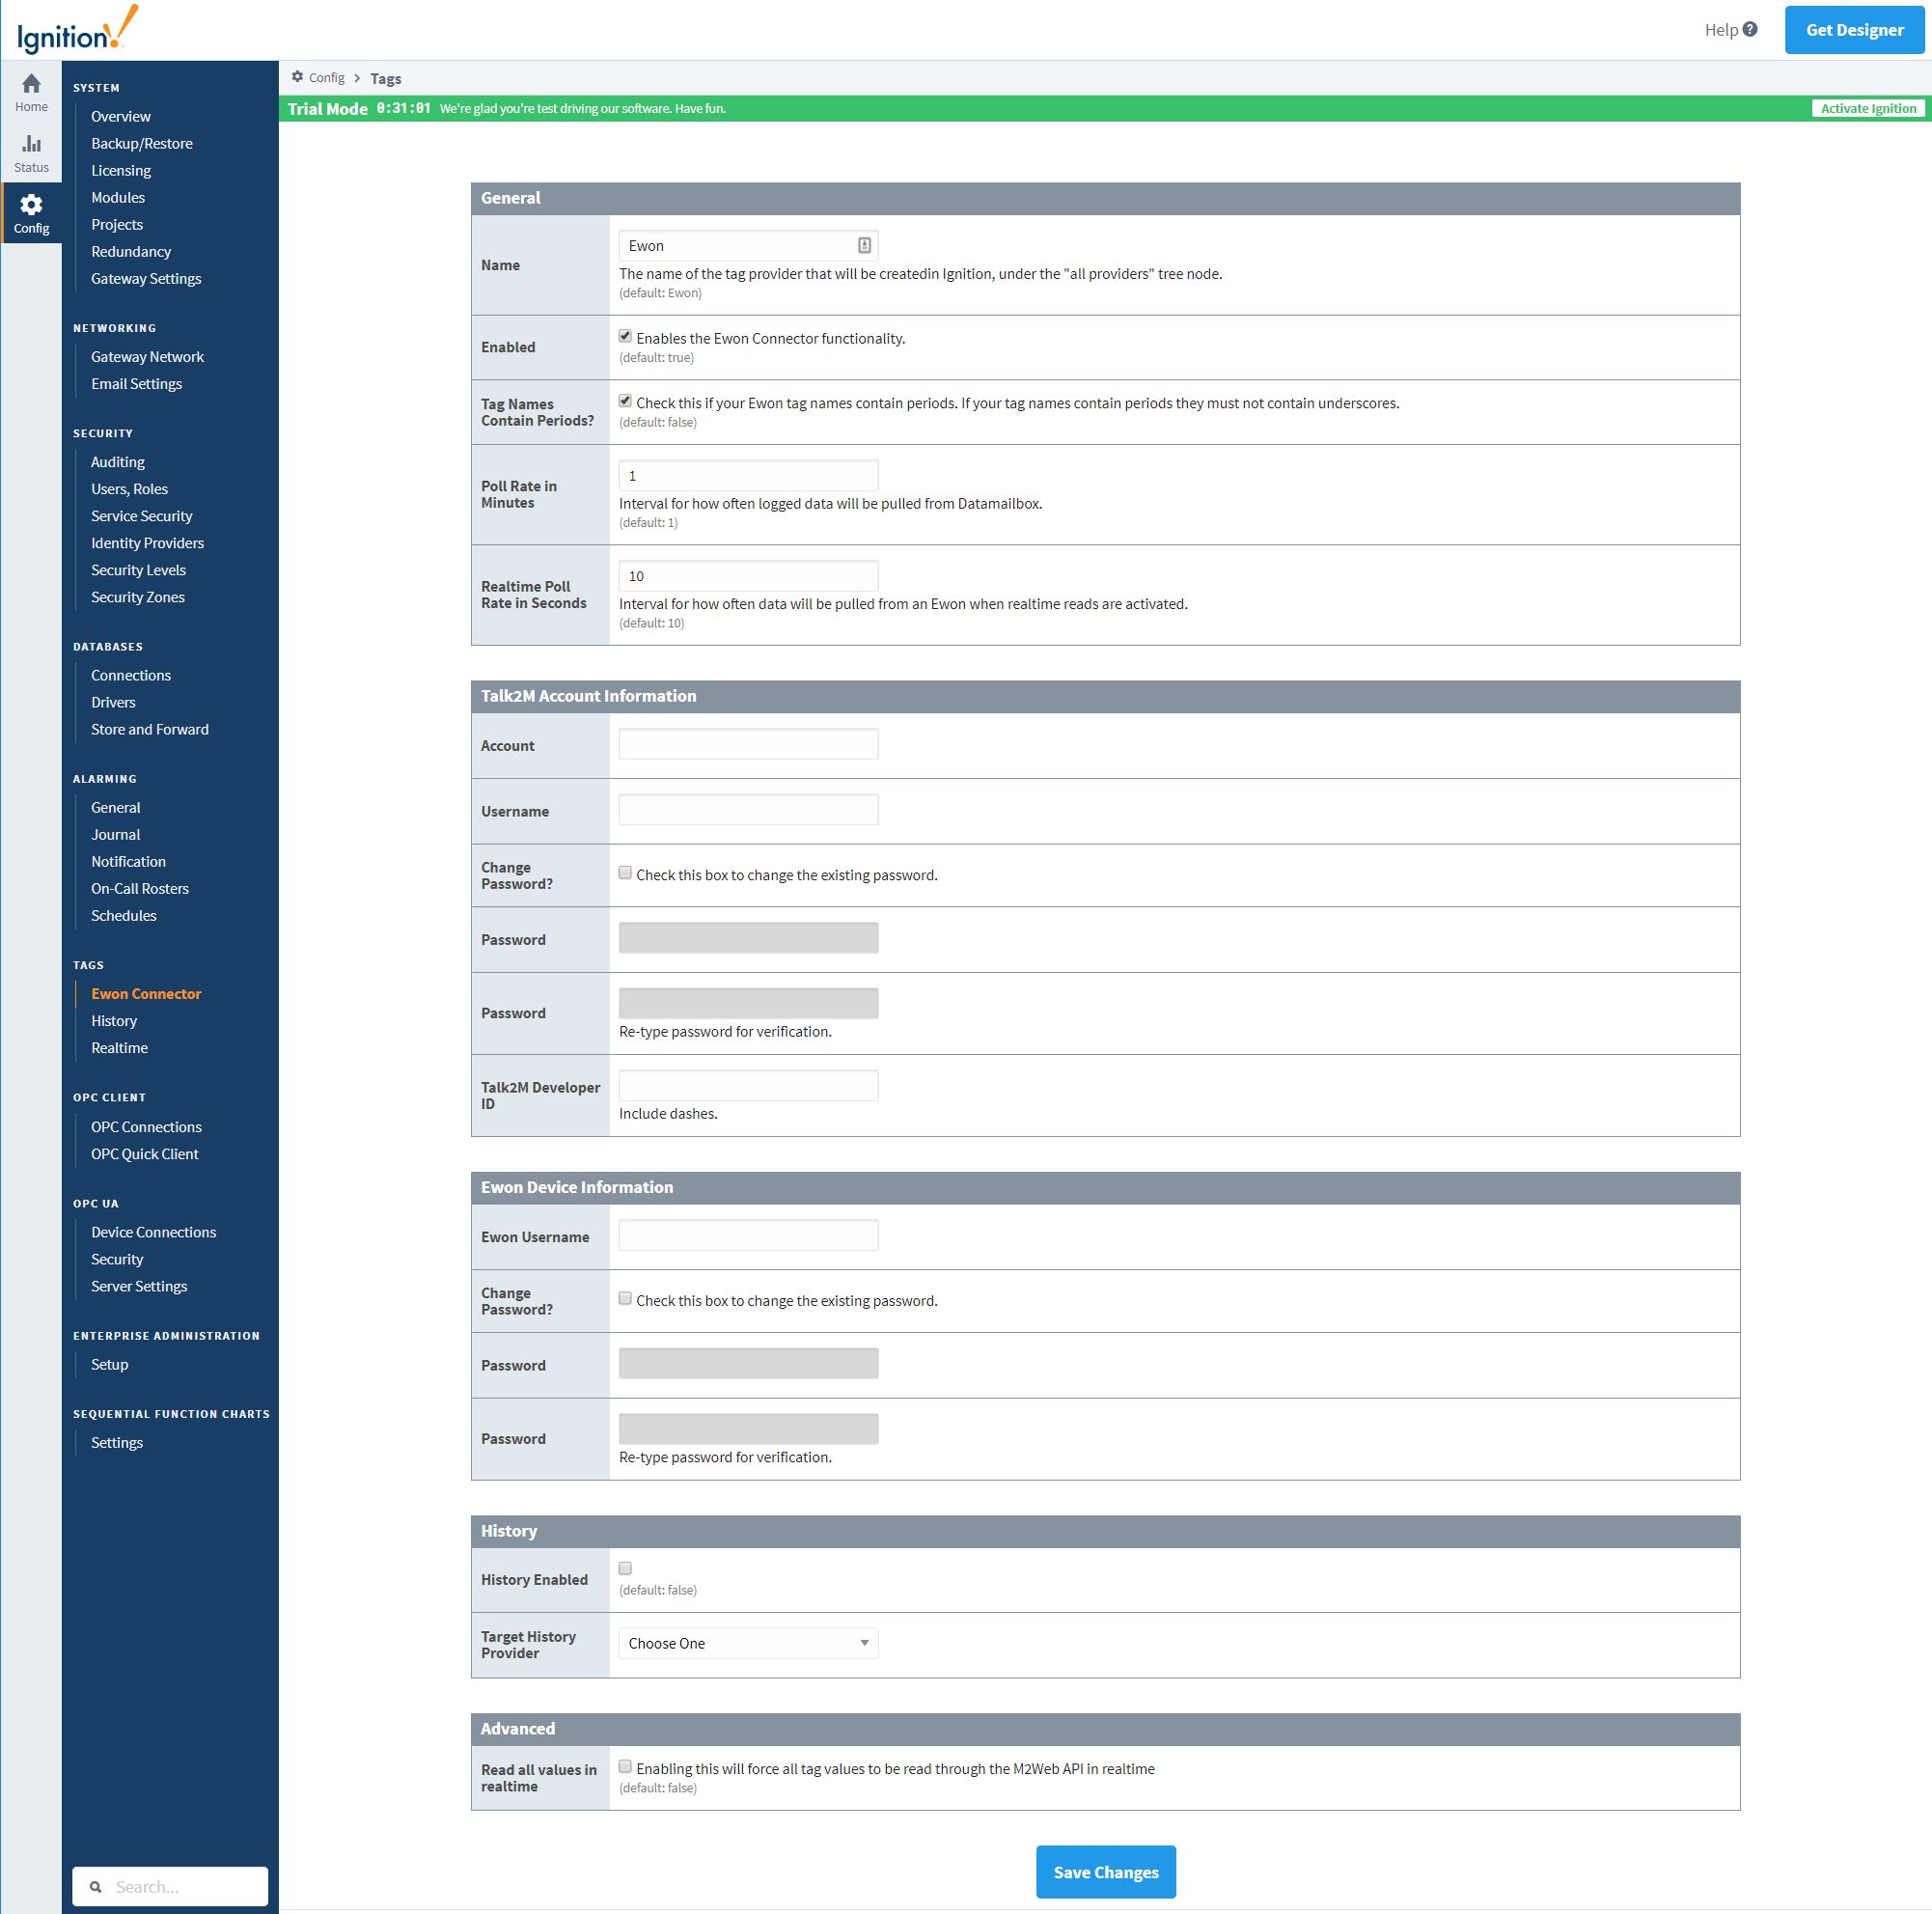 Ignition!
Help ?
Get Designer
Home
Status
Config
SYSTEM
Overview
Backup/Restore
Licensing
Modules
Projects
Redundancy
Gateway Settings
NETWORKING
Gateway Network
Email Settings
SECURITY
Auditing
Users, Roles
Service Security
Identity Providers
Security Levels
Security Zones
DATABASES
Connections
Drivers
Store and Forward
ALARMING
General
Journal
Notification
On-Call Rosters
Schedules
TAGS
Ewon Connector
History
Realtime
OPC CLIENT
OPC Connections
OPC Quick Client
OPC UA
Device Connections
Security
Server Settings
ENTERPRISE ADMINISTRATION
Setup
SEQUENTIAL FUNCTION CHARTS
Settings
Search...
Config > Tags
Trial Mode 0:31:01 We're glad you're test driving our software. Have fun.
Activate Ignition
General
Name
Ewon
The name of the tag provider that will be createdin Ignition, under the "all providers" tree node.
(default: Ewon)
Enabled
Enables the Ewon Connector functionality.
(default: true)
Tag Names
Contain Periods?
Check this if your Ewon tag names contain periods. If your tag names contain periods they must not contain underscores.
(default: false)
Poll Rate in
Minutes
1
Interval for how often logged data will be pulled from Datamailbox.
(default: 1)
Realtime Poll
Rate in Seconds
10
Interval for how often data will be pulled from an Ewon when realtime reads are activated.
(default: 10)
Talk2M Account Information
Account
Username
Change
Password?
Check this box to change the existing password.
Password
Password
Re-type password for verification.
Talk2M Developer
ID
Include dashes.
Ewon Device Information
Ewon Username
Change
Password?
Check this box to change the existing password.
Password
Password
Re-type password for verification.
History
History Enabled
(default: false)
Target History
Provider
Choose One
Advanced
Read all values in
realtime
Enabling this will force all tag values to be read through the M2Web API in realtime
(default: false)
Save Changes